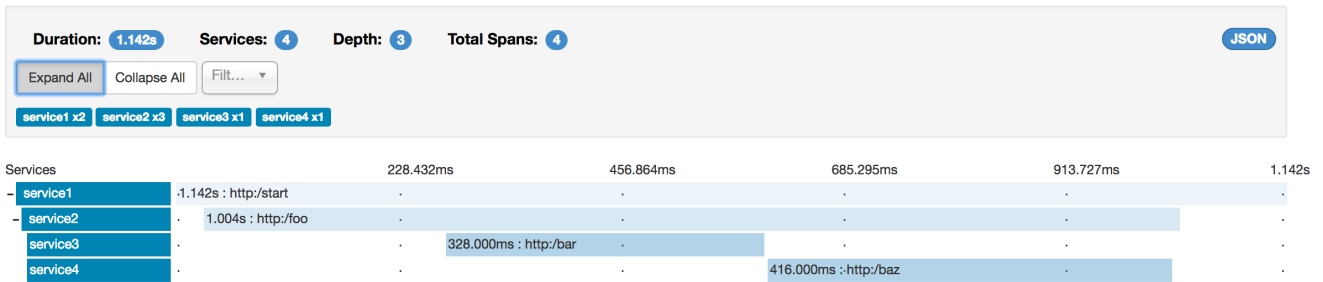 Duration: 1.142s Services: 4 Depth: 3 Total Spans: 4 JSON
Expand All Collapse All Filt... ▼
service1 x2 service2 x3 service3 x1 service4 x1
Services 228.432ms 456.864ms 685.295ms 913.727ms 1.142s
– service1 1.142s : http:/start
– service2 1.004s : http:/foo
service3 328.000ms : http:/bar
service4 416.000ms : http:/baz